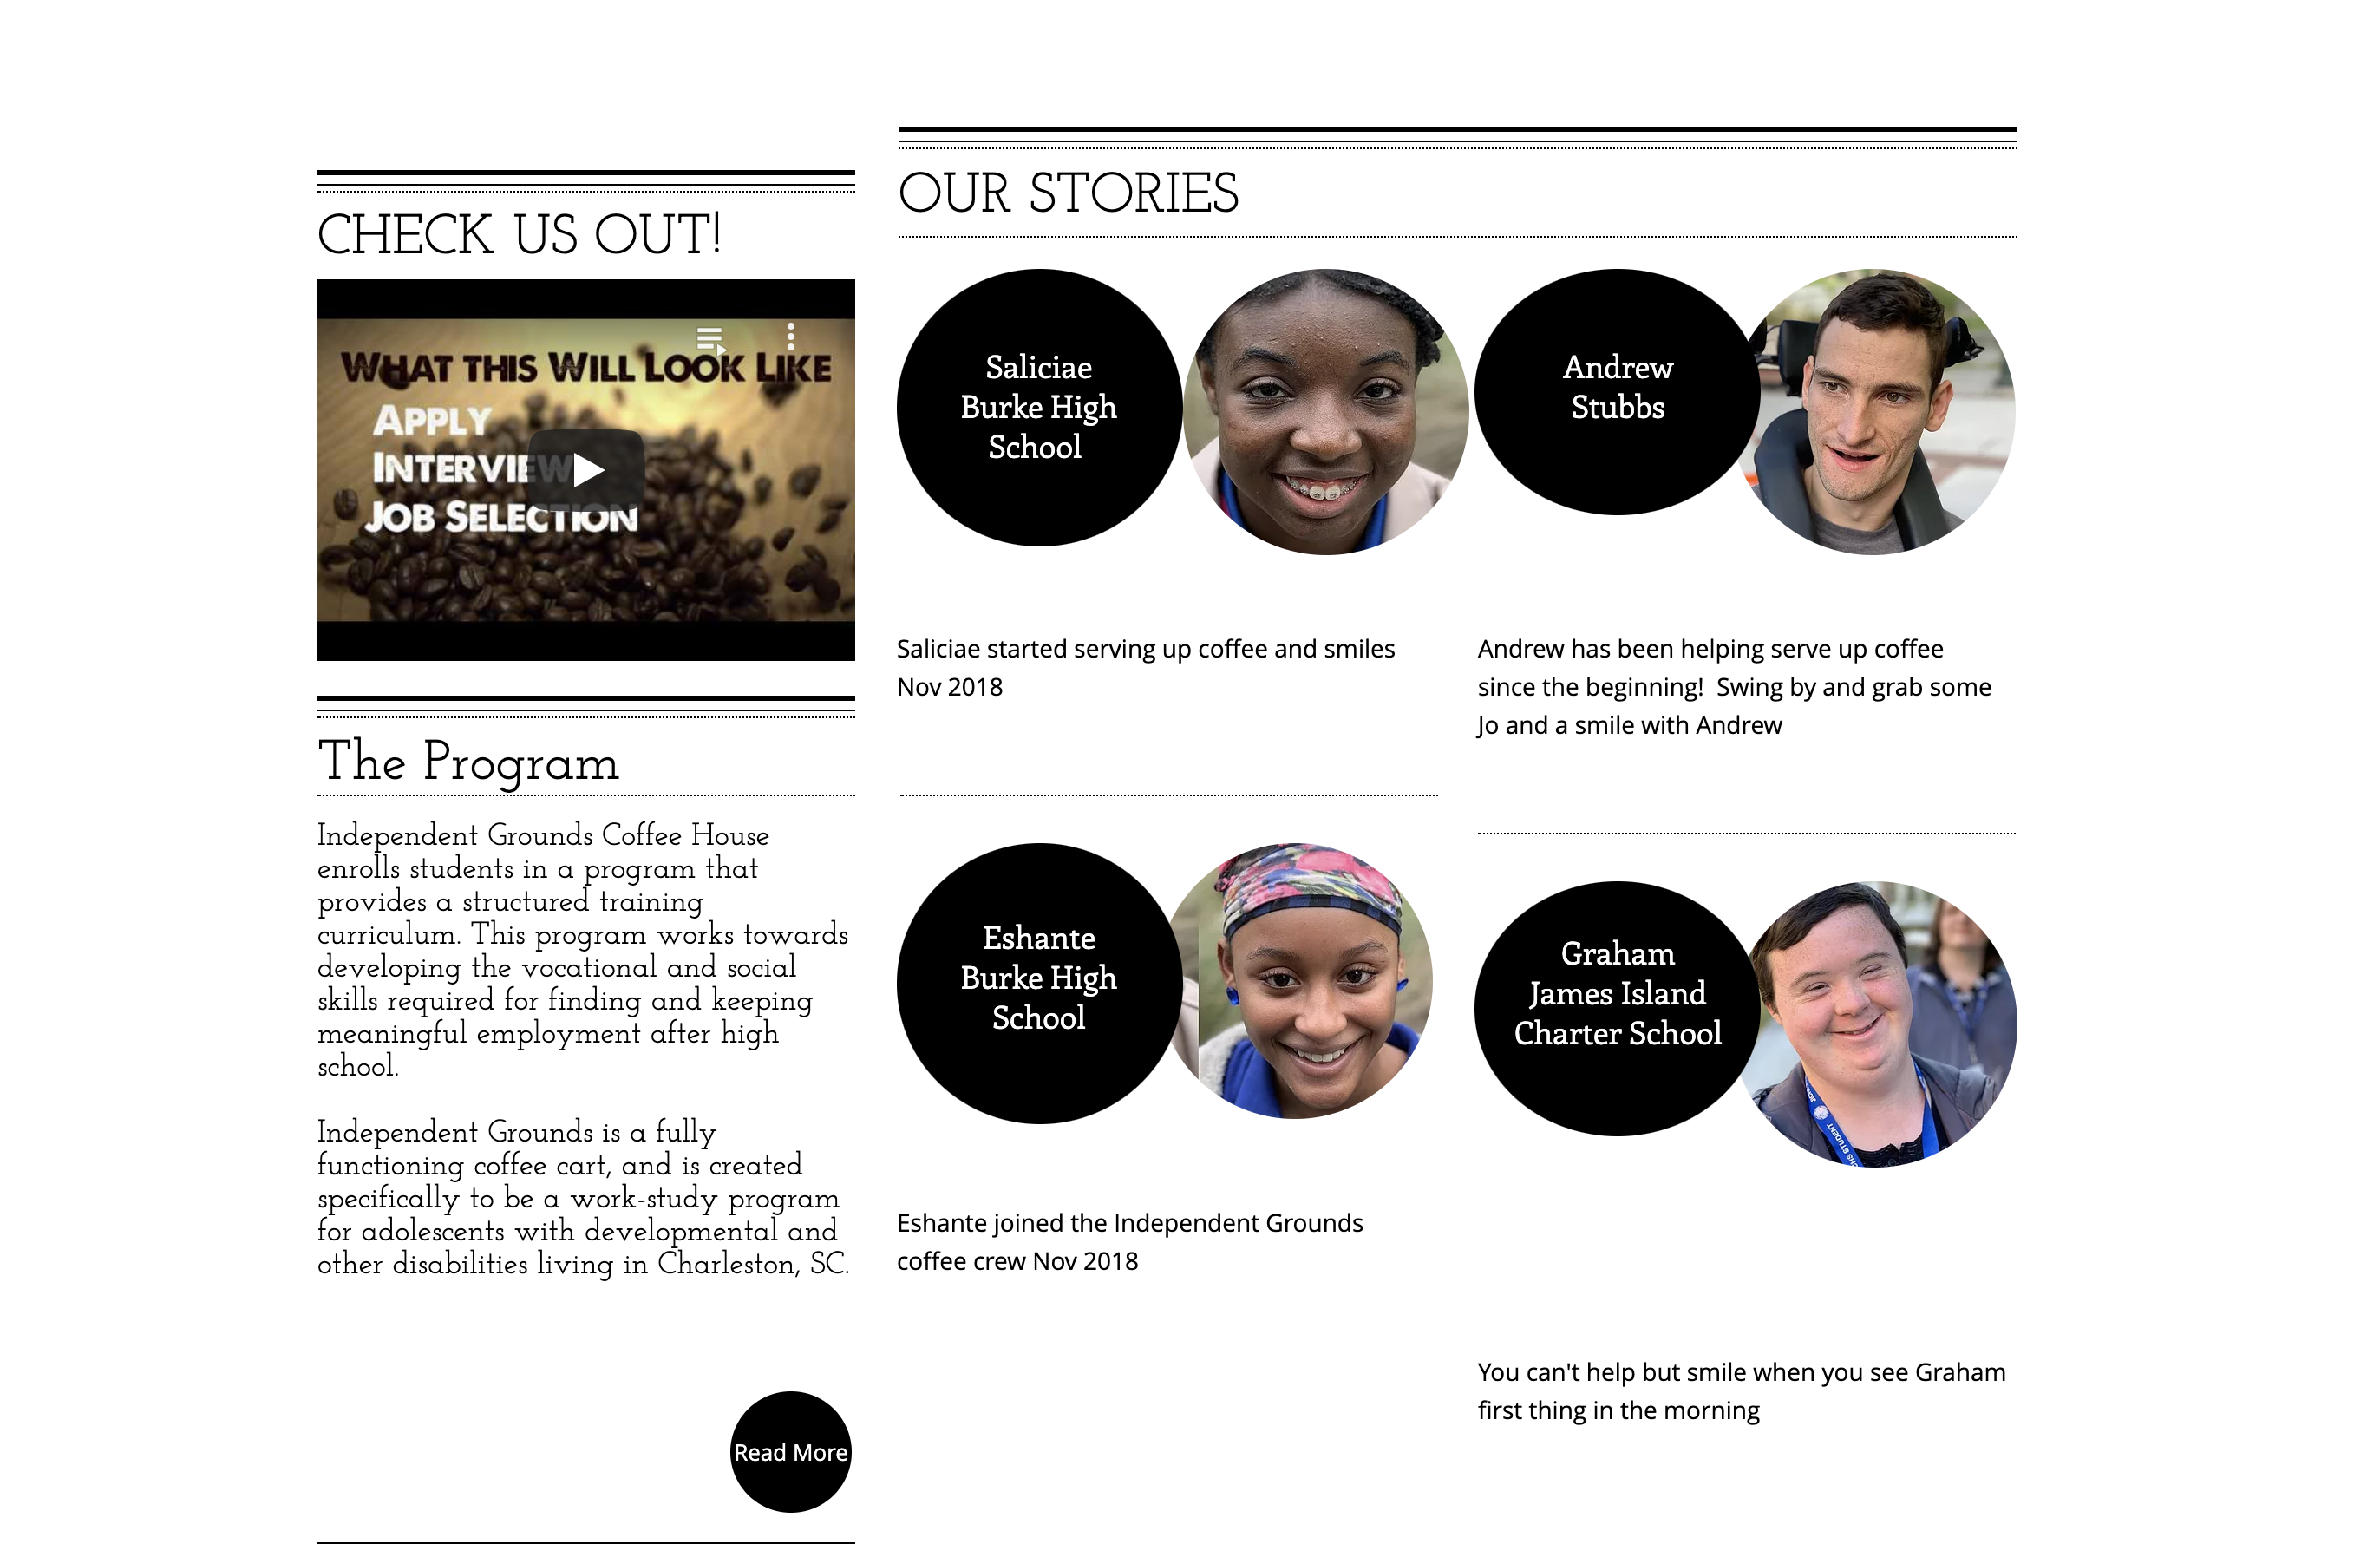 CHECK US OUT!
WHAT THIS WILL LOOK LIKE
APPLY
INTERVIEW
JOB SELECTION
The Program
Independent Grounds Coffee House
enrolls students in a program that
provides a structured training
curriculum. This program works towards
developing the vocational and social
skills required for finding and keeping
meaningful employment after high
school.
Independent Grounds is a fully
functioning coffee cart, and is created
specifically to be a work-study program
for adolescents with developmental and
other disabilities living in Charleston, SC.
Read More
OUR STORIES
Saliciae
Burke High
School
Saliciae started serving up coffee and smiles
Nov 2018
Andrew
Stubbs
Andrew has been helping serve up coffee
since the beginning!  Swing by and grab some
Jo and a smile with Andrew
Eshante
Burke High
School
Eshante joined the Independent Grounds
coffee crew Nov 2018
Graham
James Island
Charter School
STUDENT
You can't help but smile when you see Graham
first thing in the morning